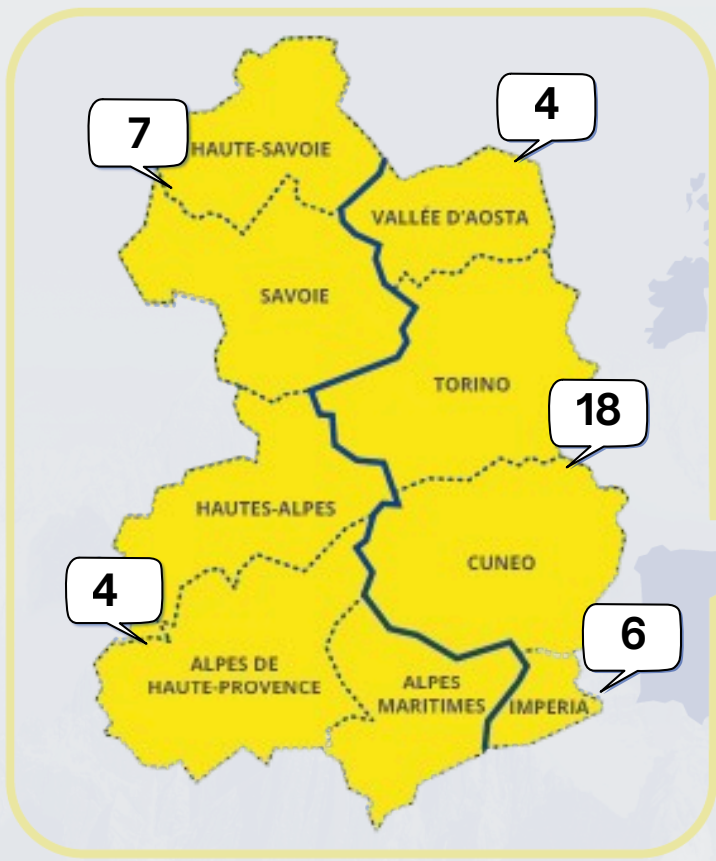 4
7
HAUTE-SAVOIE
VALLÉE D'AOSTA
SAVOIE
TORINO
18
HAUTES-ALPES
CUNEO
4
6
ALPES DE
HAUTE-PROVENCE
ALPES
MARITIMES
IMPERIA